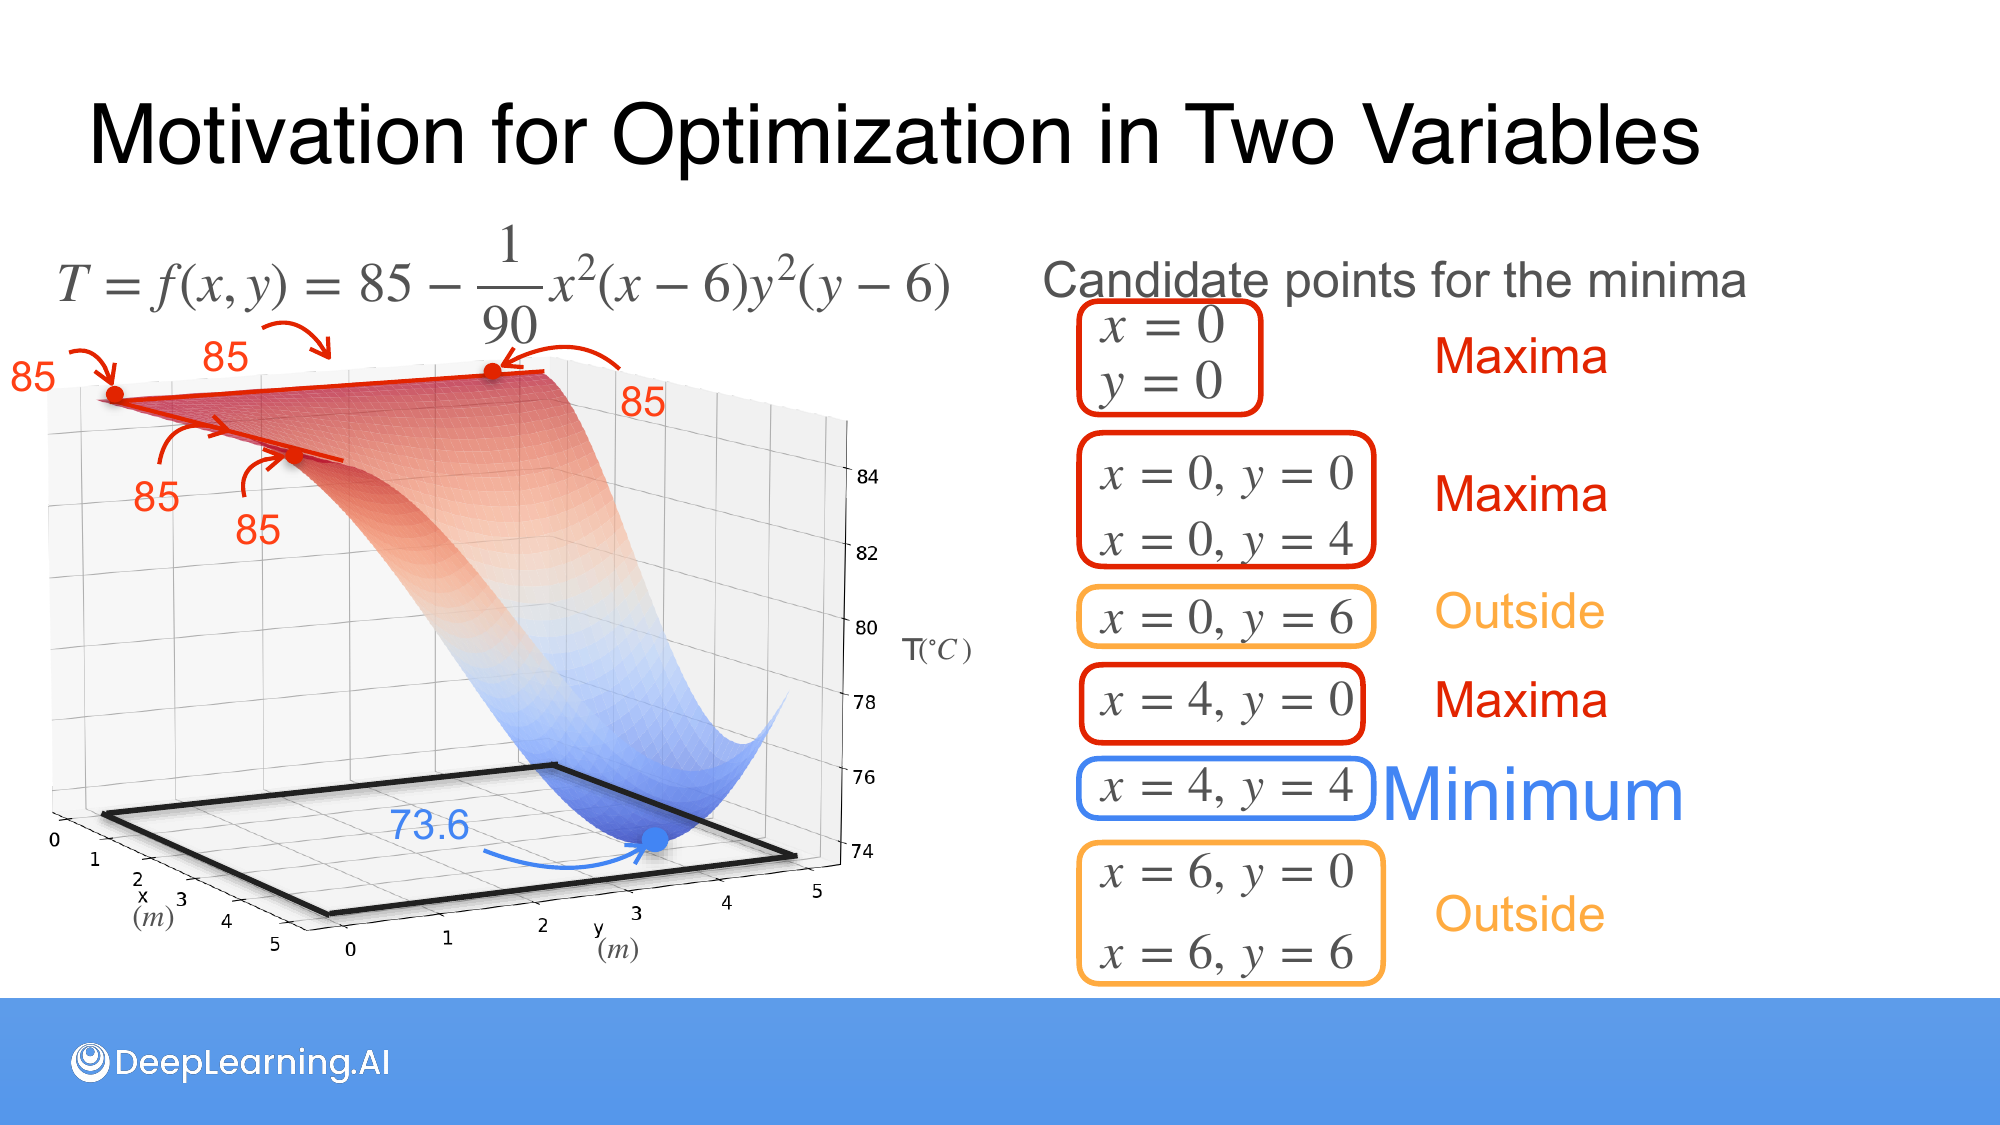 Motivation for Optimization in Two Variables
T = f(x, y) = 85 − 1/90 x²(x − 6)y²(y − 6)
Candidate points for the minima
x = 0
y = 0
Maxima
x = 0, y = 0
x = 0, y = 4
Maxima
x = 0, y = 6
Outside
x = 4, y = 0
Maxima
x = 4, y = 4
Minimum
x = 6, y = 0
x = 6, y = 6
Outside
85
85
85
85
85
73.6
84
82
80
78
76
74
T(°C)
0
1
2
3
4
5
x
(m)
0
1
2
3
4
5
y
(m)
DeepLearning.AI